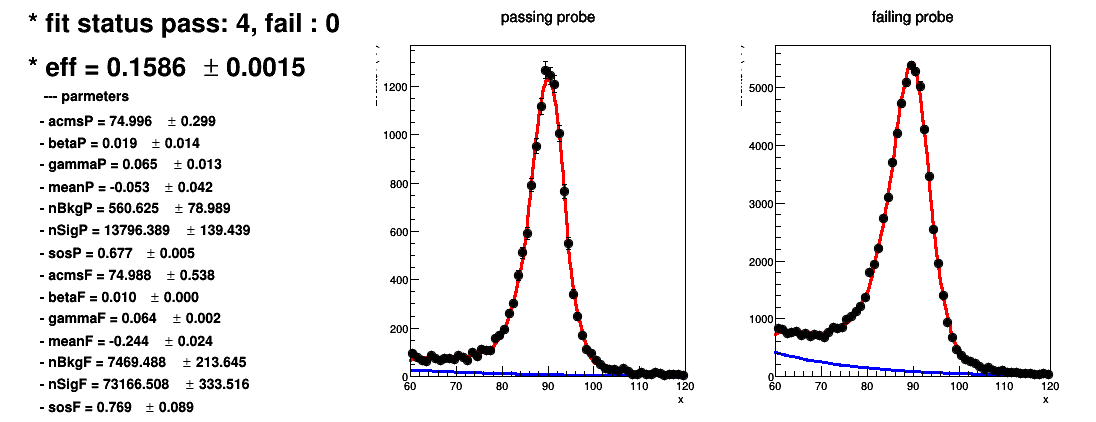 * fit status pass: 4, fail : 0
* eff = 0.1586 ± 0.0015
--- parmeters
- acmsP = 74.996 ± 0.299
- betaP = 0.019 ± 0.014
- gammaP = 0.065 ± 0.013
- meanP = -0.053 ± 0.042
- nBkgP = 560.625 ± 78.989
- nSigP = 13796.389 ± 139.439
- sosP = 0.677 ± 0.005
- acmsF = 74.988 ± 0.538
- betaF = 0.010 ± 0.000
- gammaF = 0.064 ± 0.002
- meanF = -0.244 ± 0.024
- nBkgF = 7469.488 ± 213.645
- nSigF = 73166.508 ± 333.516
- sosF = 0.769 ± 0.089
passing probe
1200
1000
800
600
400
200
0
60 70 80 90 100 110 120
x
failing probe
5000
4000
3000
2000
1000
0
60 70 80 90 100 110 120
x